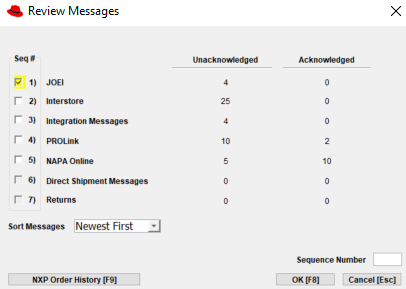 Review Messages
Seq # Unacknowledged Acknowledged
1) JOEI 4 0
2) Interstore 25 0
3) Integration Messages 4 0
4) PROLink 10 2
5) NAPA Online 5 10
6) Direct Shipment Messages 0 0
7) Returns 0 0
Sort Messages Newest First
Sequence Number
NXP Order History [F9] OK [F8] Cancel [Esc]